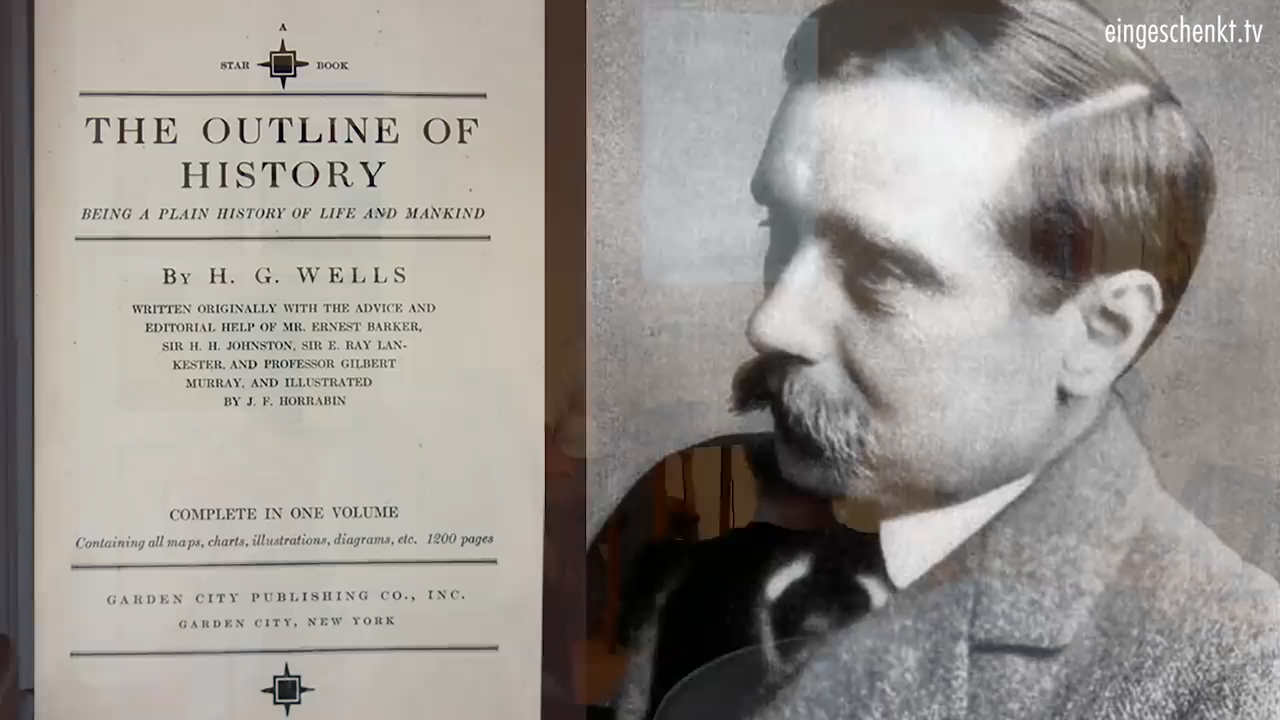 eingeschenkt.tv
A
STAR BOOK
THE OUTLINE OF
HISTORY
BEING A PLAIN HISTORY OF LIFE AND MANKIND
BY H. G. WELLS
WRITTEN ORIGINALLY WITH THE ADVICE AND
EDITORIAL HELP OF MR. ERNEST BARKER,
SIR H. H. JOHNSTON, SIR E. RAY LAN-
KESTER, AND PROFESSOR GILBERT
MURRAY, AND ILLUSTRATED
BY J. F. HORRABIN
COMPLETE IN ONE VOLUME
Containing all maps, charts, illustrations, diagrams, etc. 1200 pages
GARDEN CITY PUBLISHING CO., INC.
GARDEN CITY, NEW YORK